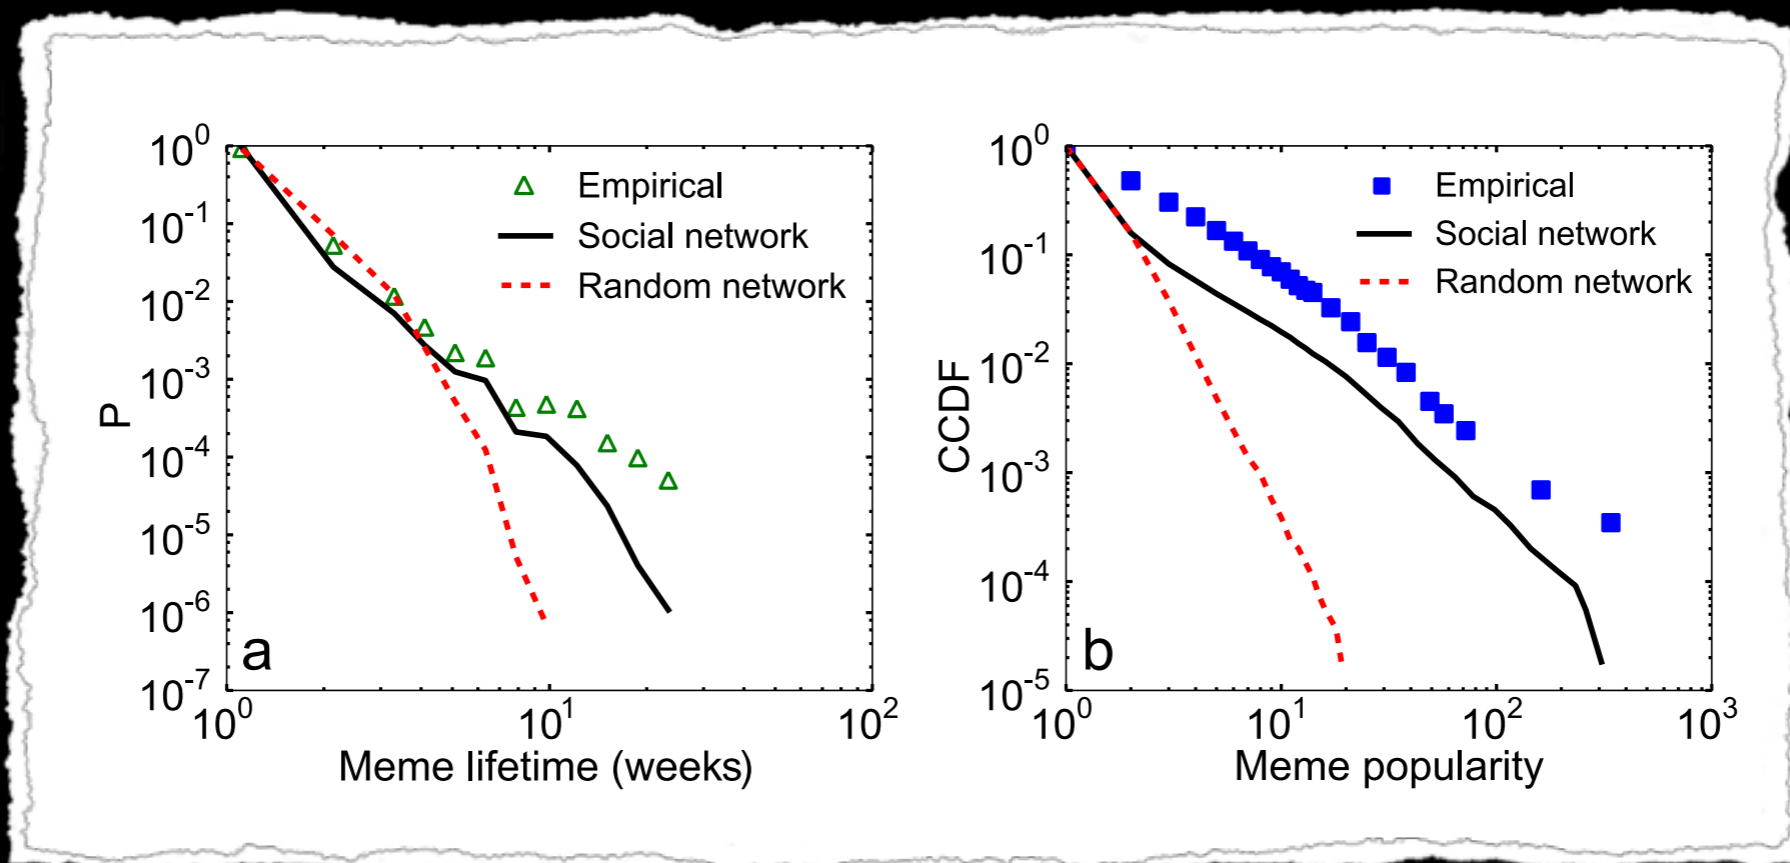 10^0
10^-1
10^-2
10^-3
10^-4
10^-5
10^-6
10^-7
P
Empirical
Social network
Random network
a
10^0 10^1 10^2
Meme lifetime (weeks)
10^0
10^-1
10^-2
10^-3
10^-4
10^-5
CCDF
Empirical
Social network
Random network
b
10^0 10^1 10^2 10^3
Meme popularity